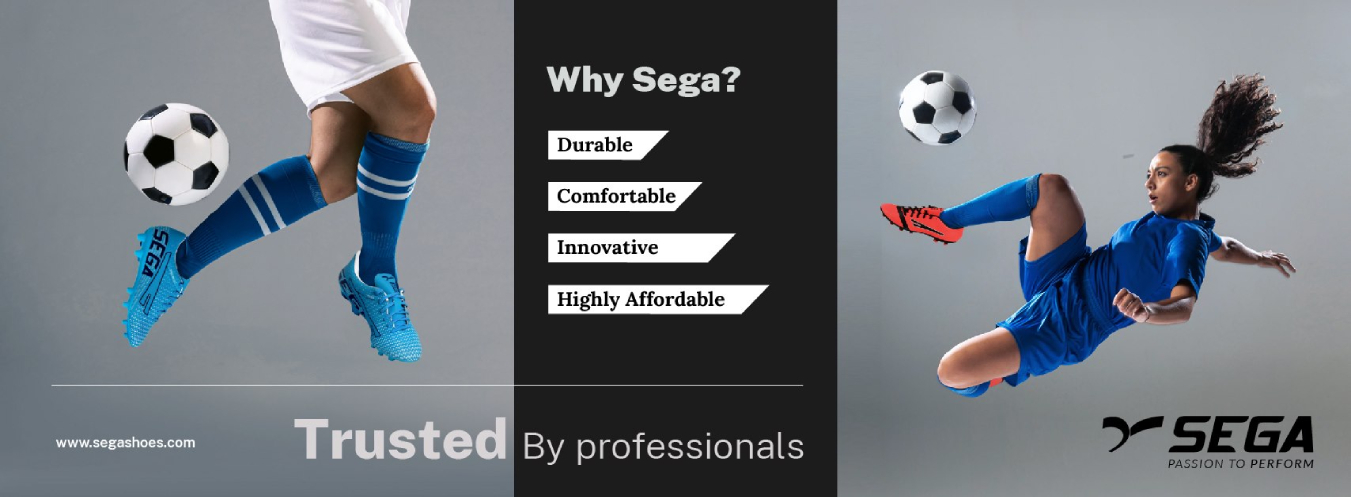 SEGA
Why Sega?
Durable
Comfortable
Innovative
Highly Affordable
www.segashoes.com
Trusted By professionals
SEGA
PASSION TO PERFORM